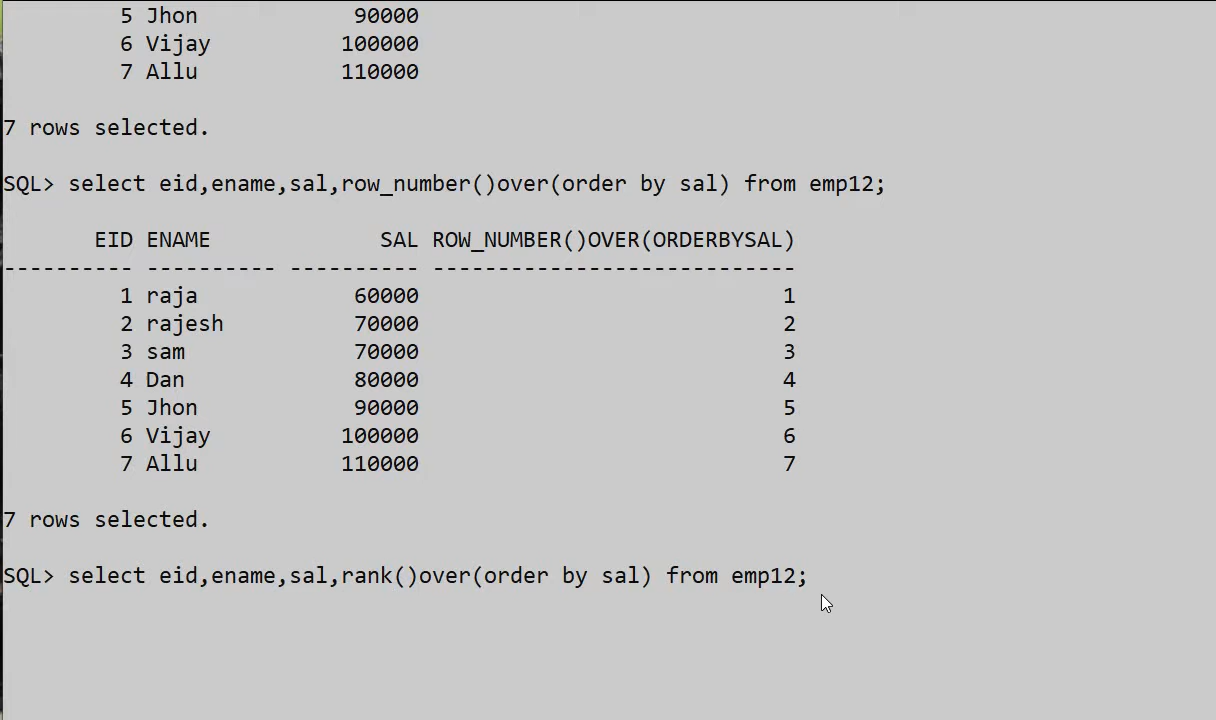 5 Jhon 90000
6 Vijay 100000
7 Allu 110000
7 rows selected.
SQL> select eid,ename,sal,row_number()over(order by sal) from emp12;
EID ENAME SAL ROW_NUMBER()OVER(ORDERBYSAL)
---------- ---------- ---------- ----------------------------
1 raja 60000 1
2 rajesh 70000 2
3 sam 70000 3
4 Dan 80000 4
5 Jhon 90000 5
6 Vijay 100000 6
7 Allu 110000 7
7 rows selected.
SQL> select eid,ename,sal,rank()over(order by sal) from emp12;